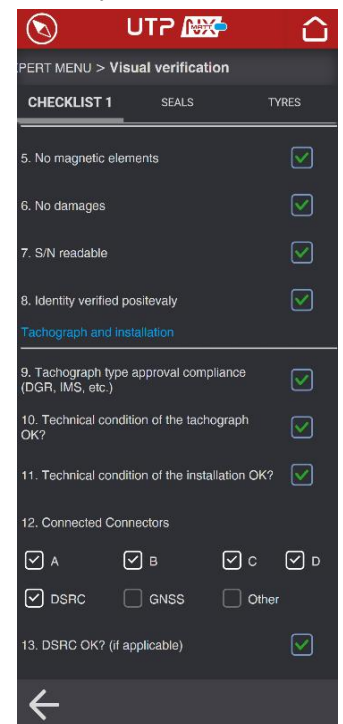 UTP NX MATT
PERT MENU > Visual verification
CHECKLIST 1 SEALS TYRES
5. No magnetic elements
6. No damages
7. S/N readable
8. Identity verified positevaly
Tachograph and installation
9. Tachograph type approval compliance
(DGR, IMS, etc.)
10. Technical condition of the tachograph
OK?
11. Technical condition of the installation OK?
12. Connected Connectors
A B C D
DSRC GNSS Other
13. DSRC OK? (if applicable)